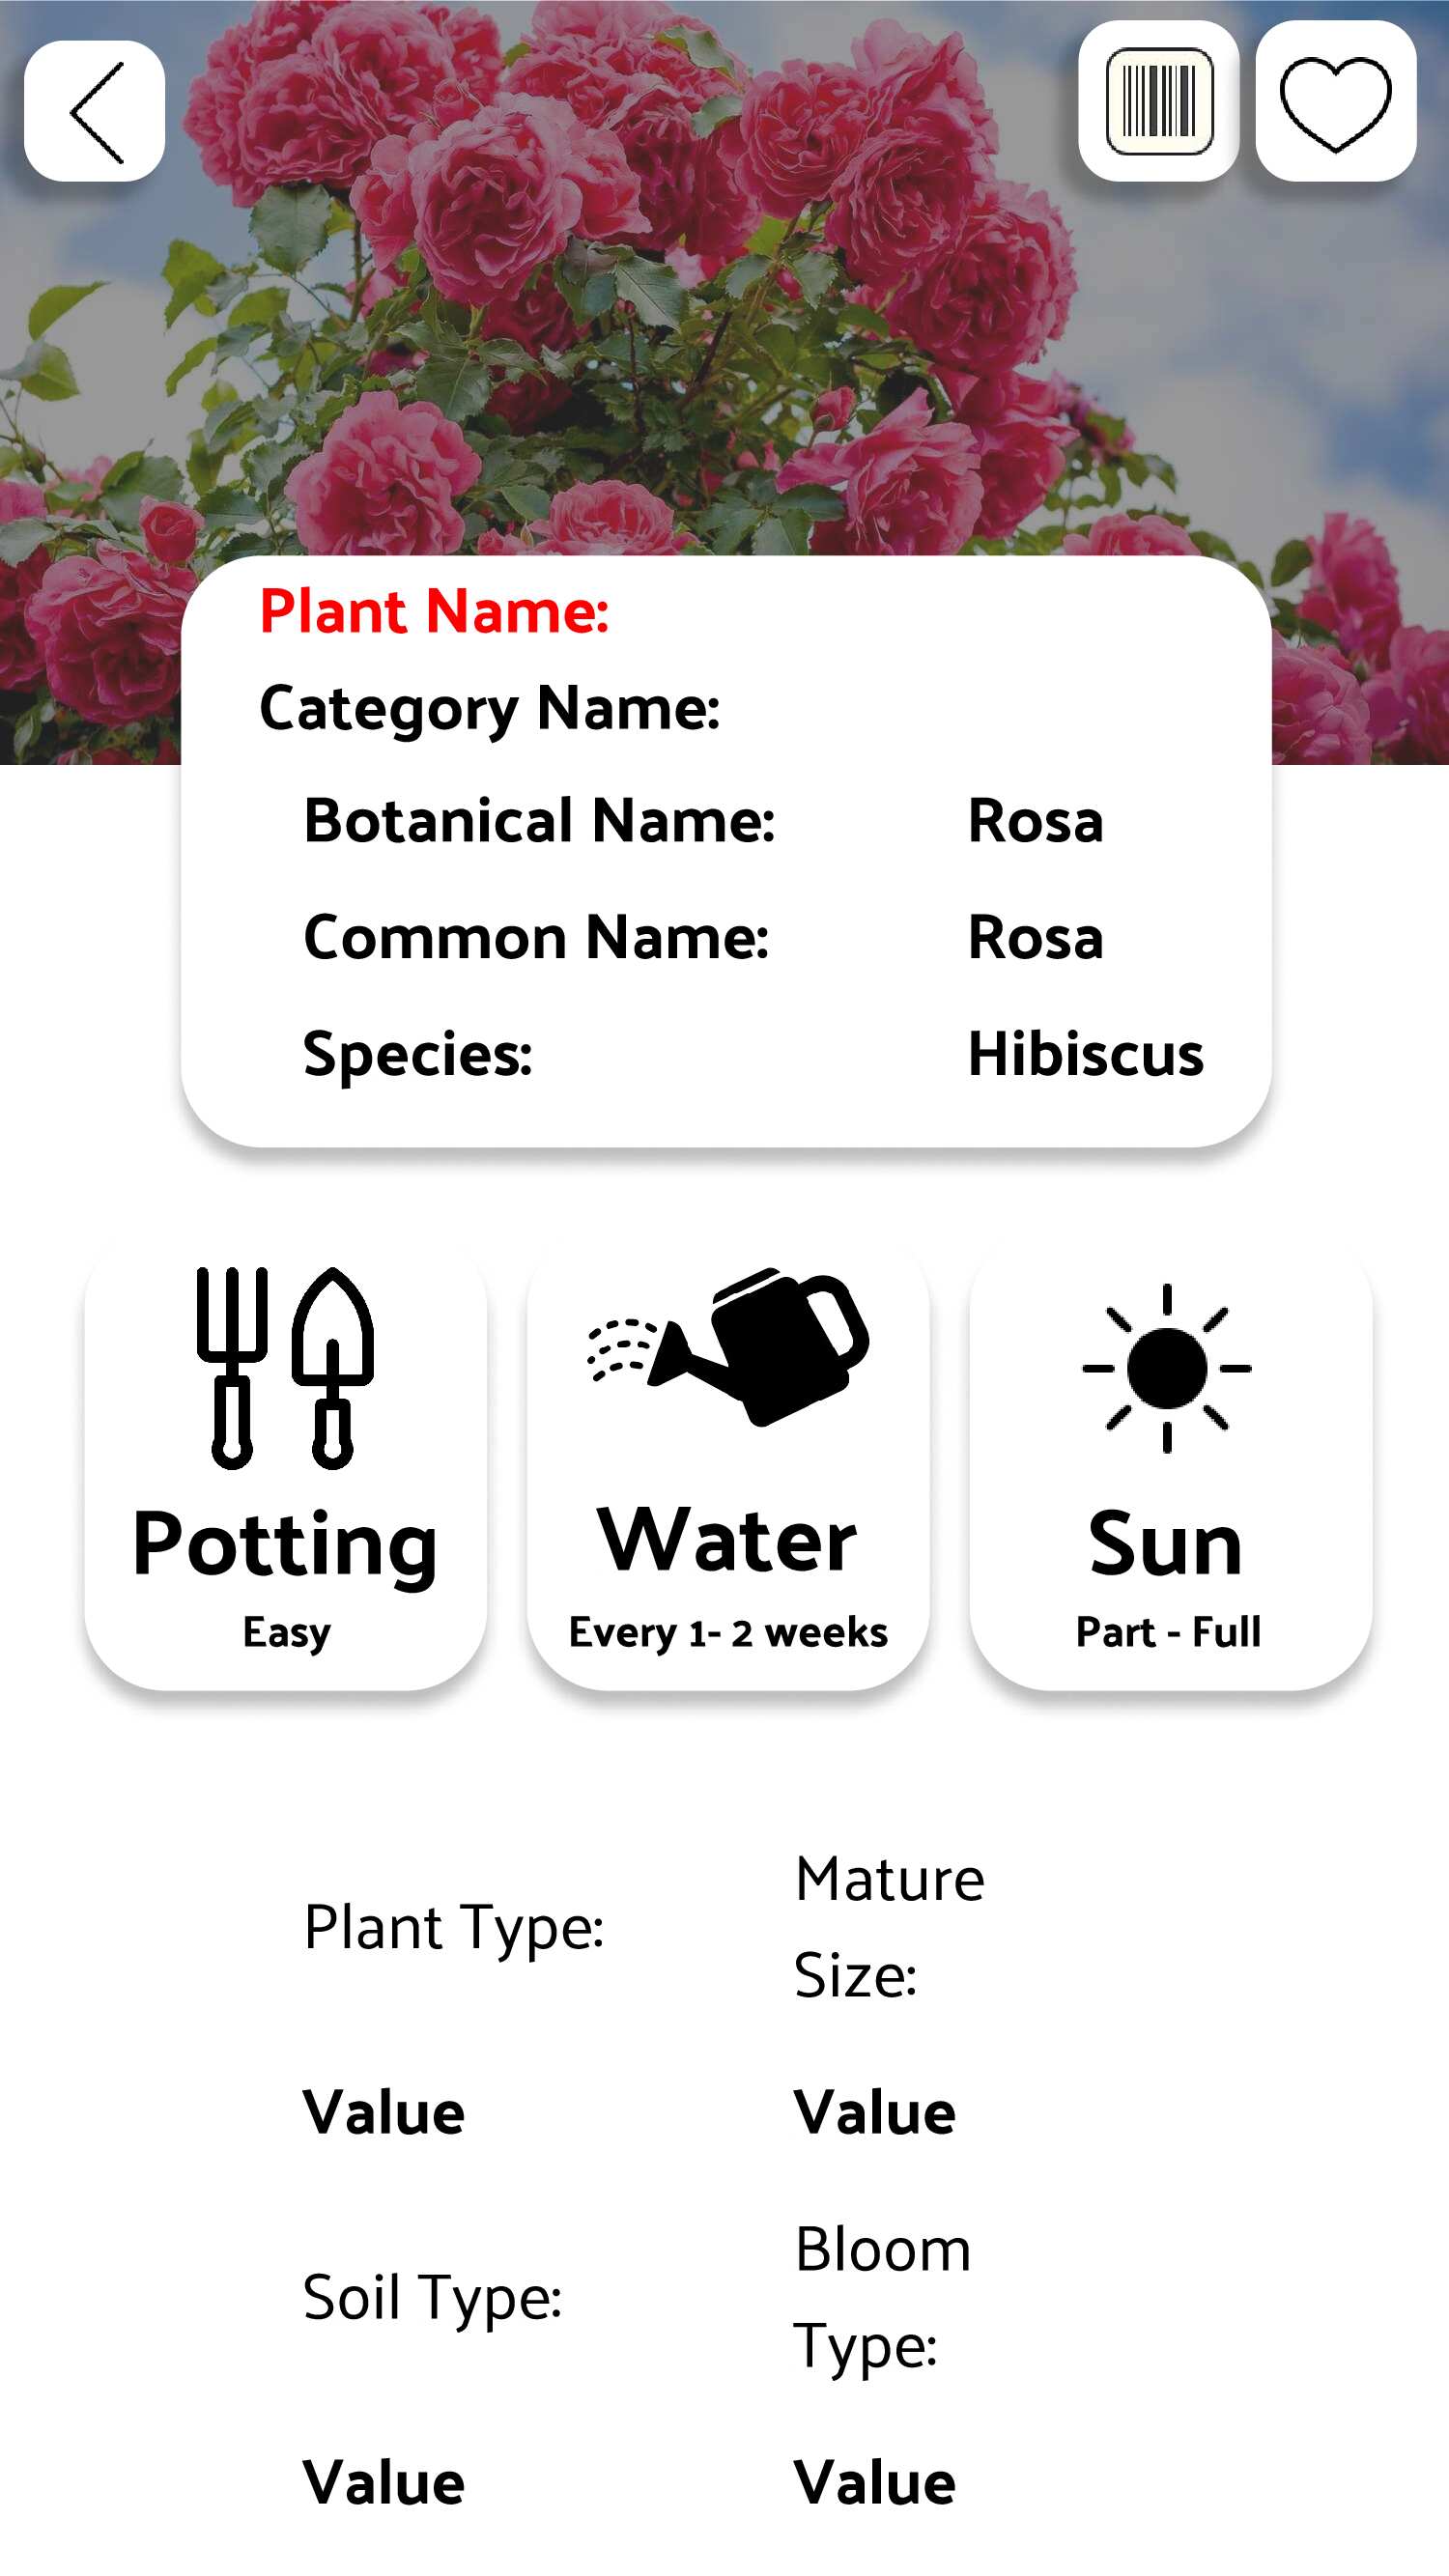 Plant Name:
Category Name:
Botanical Name: Rosa
Common Name: Rosa
Species: Hibiscus
Potting
Easy
Water
Every 1- 2 weeks
Sun
Part - Full
Plant Type:
Mature
Size:
Value
Value
Soil Type:
Bloom
Type:
Value
Value